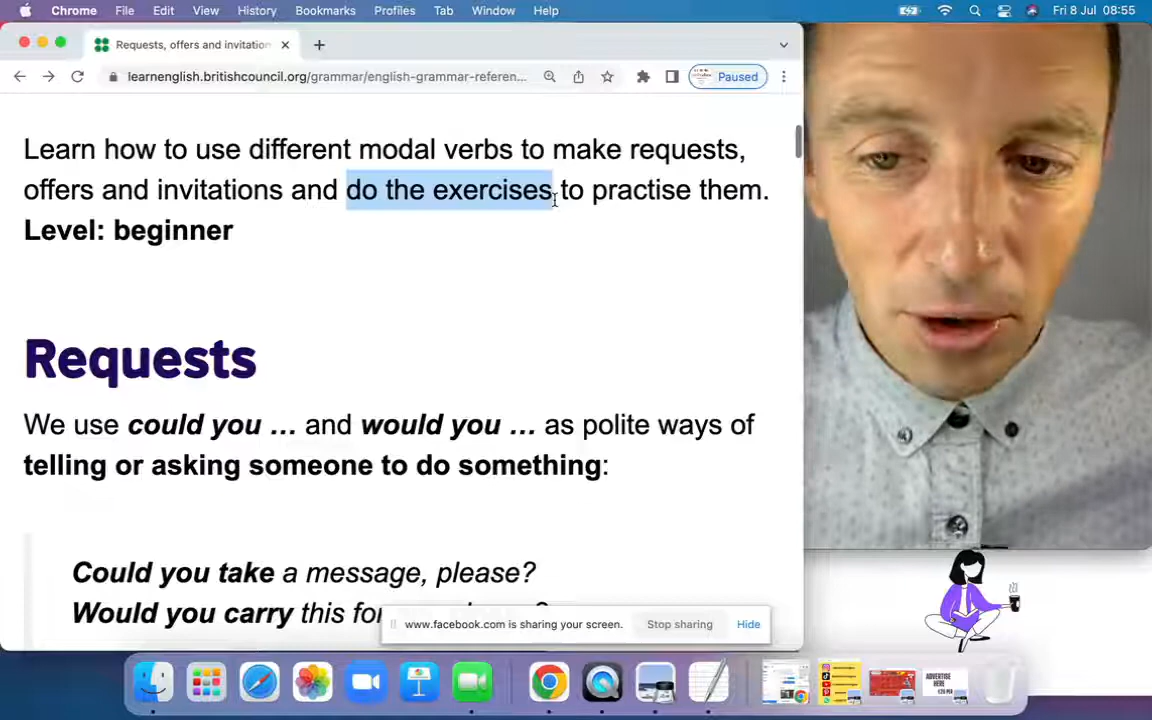 Chrome File Edit View History Bookmarks Profiles Tab Window Help Fri 8 Jul 08:55
Requests, offers and invitation
learnenglish.britishcouncil.org/grammar/english-grammar-referen... Paused
Learn how to use different modal verbs to make requests,
offers and invitations and do the exercises to practise them.
Level: beginner
Requests
We use could you ... and would you ... as polite ways of
telling or asking someone to do something:
Could you take a message, please?
Would you carry this for
www.facebook.com is sharing your screen. Stop sharing Hide
ADVERTISE
HERE